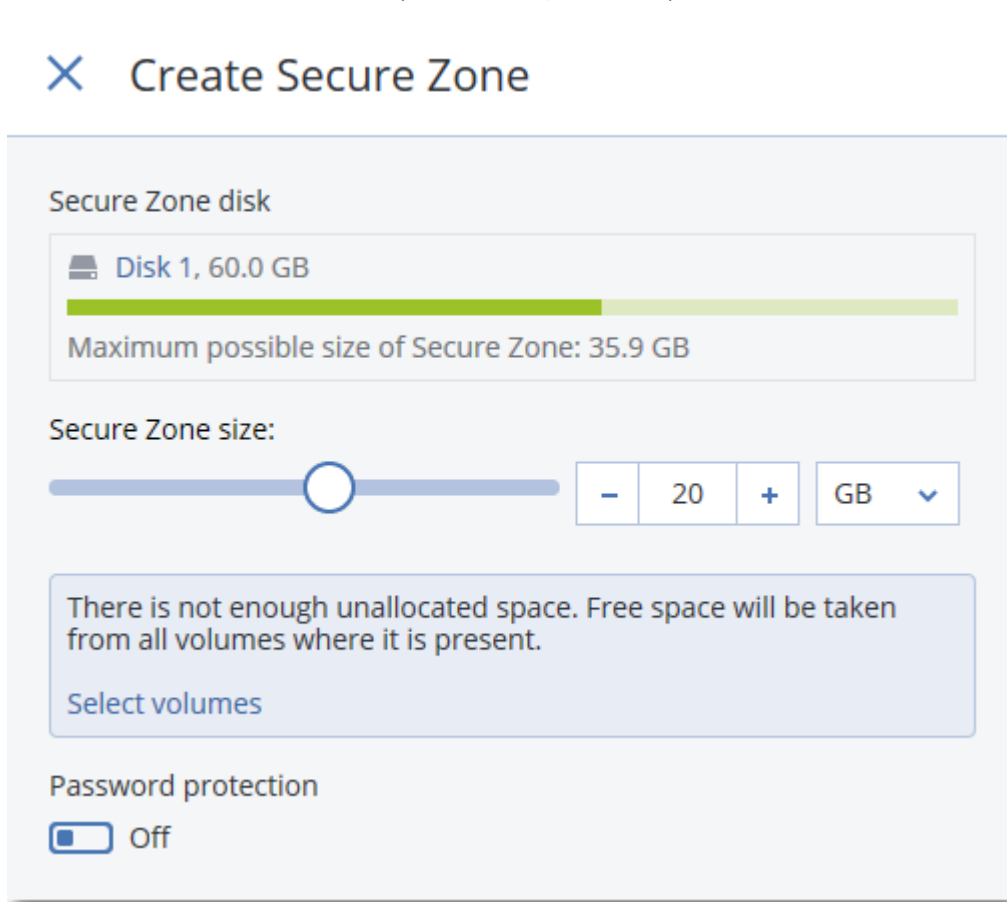 Create Secure Zone
Secure Zone disk
Disk 1, 60.0 GB
Maximum possible size of Secure Zone: 35.9 GB
Secure Zone size:
– 20 + GB
There is not enough unallocated space. Free space will be taken
from all volumes where it is present.
Select volumes
Password protection
Off